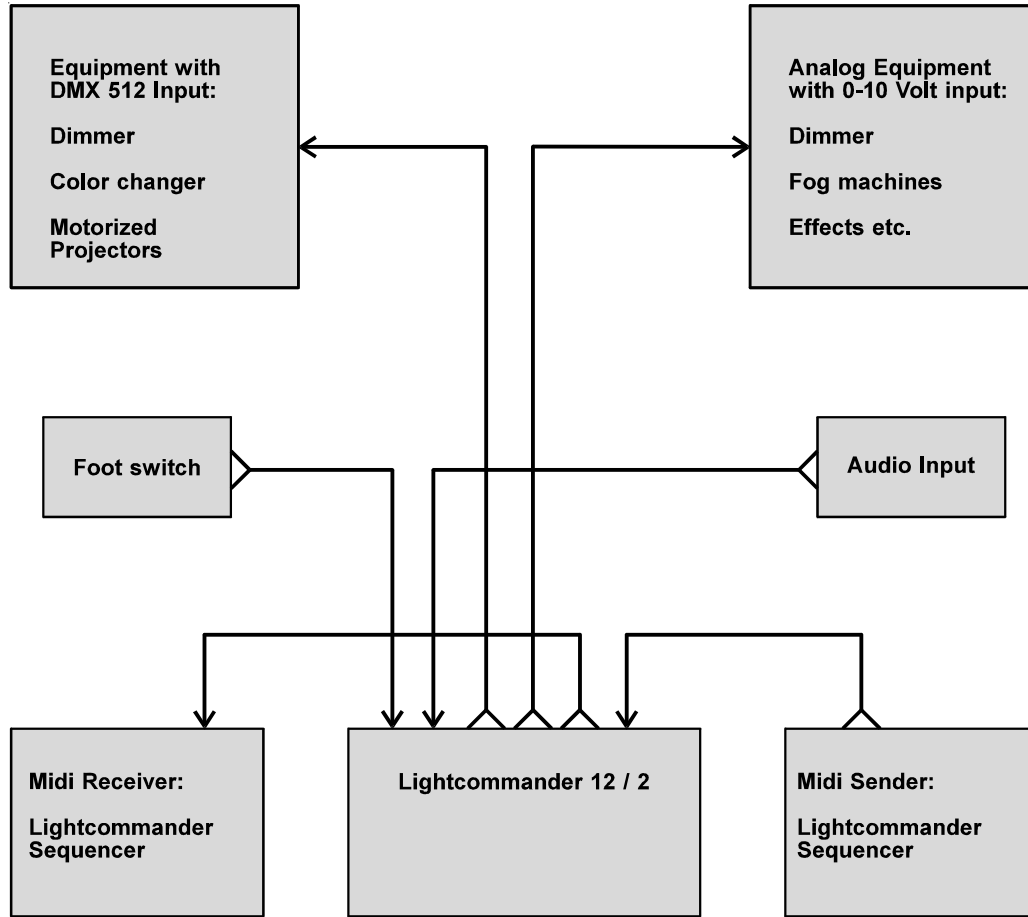 Equipment with
DMX 512 Input:
Dimmer
Color changer
Motorized
Projectors
Analog Equipment
with 0-10 Volt input:
Dimmer
Fog machines
Effects etc.
Foot switch
Audio Input
Midi Receiver:
Lightcommander
Sequencer
Lightcommander 12 / 2
Midi Sender:
Lightcommander
Sequencer